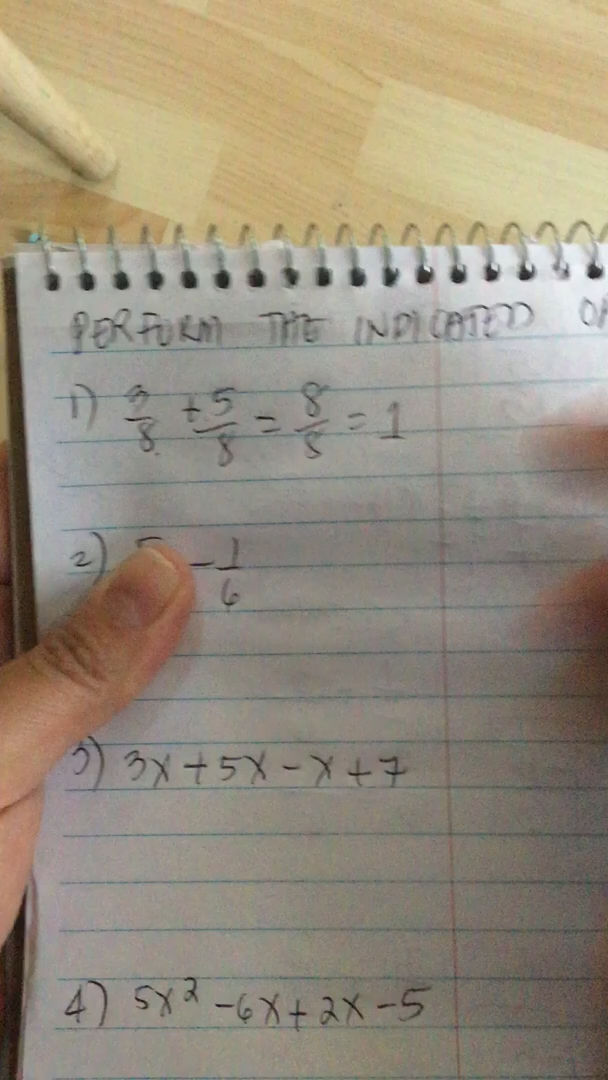 PERFORM THE INDICATED
1) 3/8 + 5/8 = 8/8 = 1
2) - 1/6
3) 3x + 5x - x + 7
4) 5x² - 6x + 2x - 5